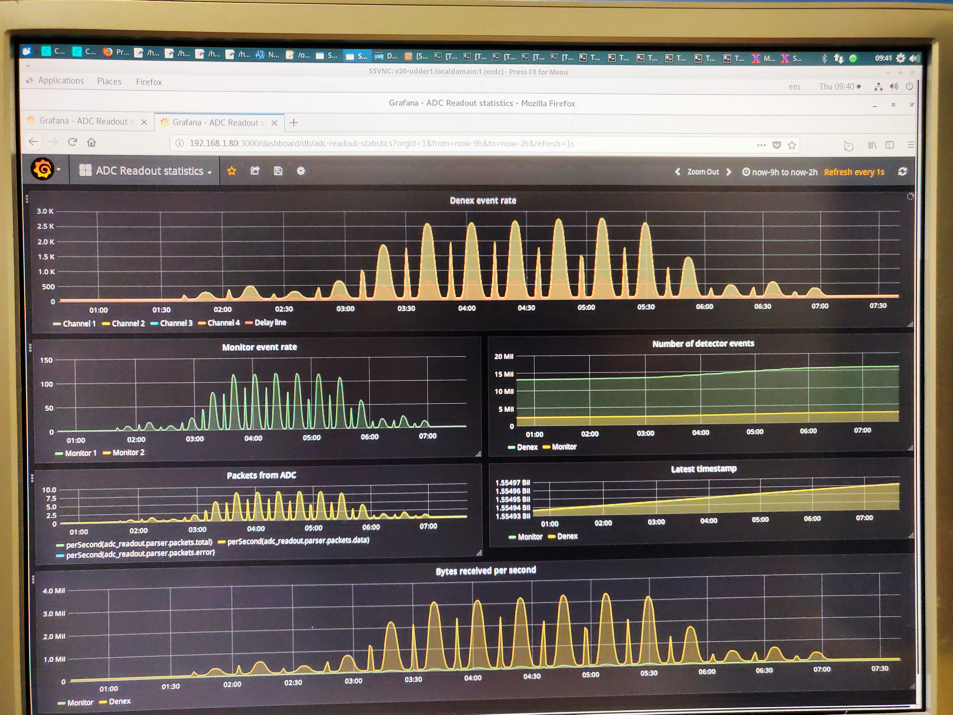 C... C... Pr... /h... /h... /h... /h... N... /o... S... S... D... [S... [T... [T... [T... [T... [T... T... T... T... T... T... T... M... S... 09:41
SSVNC: v20-udder1.localdomain:1 (ecdc) - Press F8 for Menu
Applications Places Firefox en1 Thu 09:40
Grafana - ADC Readout statistics - Mozilla Firefox
Grafana - ADC Readout s Grafana - ADC Readout s
192.168.1.80:3000/dashboard/db/adc-readout-statistics?orgId=1&from=now-9h&to=now-2h&refresh=1s
ADC Readout statistics Zoom Out now-9h to now-2h Refresh every 1s
Denex event rate
3.0 K
2.5 K
2.0 K
1.5 K
1.0 K
500
0
01:00 01:30 02:00 02:30 03:00 03:30 04:00 04:30 05:00 05:30 06:00 06:30 07:00 07:30
Channel 1 Channel 2 Channel 3 Channel 4 Delay line
Monitor event rate
150
100
50
0
01:00 02:00 03:00 04:00 05:00 06:00 07:00
Monitor 1 Monitor 2
Number of detector events
20 Mil
15 Mil
10 Mil
5 Mil
0
01:00 02:00 03:00 04:00 05:00 06:00 07:00
Denex Monitor
Packets from ADC
10.0
7.5
5.0
2.5
0
01:00 02:00 03:00 04:00 05:00 06:00 07:00
perSecond(adc_readout.parser.packets.total) perSecond(adc_readout.parser.packets.data)
perSecond(adc_readout.parser.packets.error)
Latest timestamp
1.55497 Bil
1.55496 Bil
1.55495 Bil
1.55494 Bil
1.55493 Bil
01:00 02:00 03:00 04:00 05:00 06:00 07:00
Monitor Denex
Bytes received per second
4.0 Mil
3.0 Mil
2.0 Mil
1.0 Mil
0
01:00 01:30 02:00 02:30 03:00 03:30 04:00 04:30 05:00 05:30 06:00 06:30 07:00 07:30
Monitor Denex